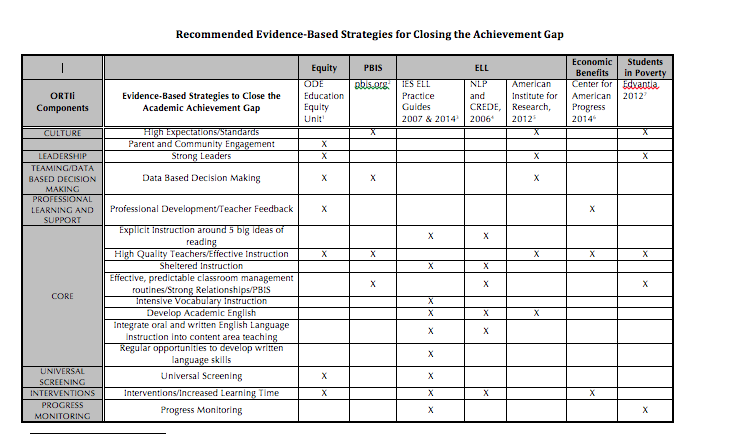 Recommended Evidence-Based Strategies for Closing the Achievement Gap
Equity PBIS ELL Economic Benefits Students in Poverty
ORTIi Components Evidence-Based Strategies to Close the Academic Achievement Gap ODE Education Equity Unit¹ pbis.org² IES ELL Practice Guides 2007 & 2014³ NLP and CREDE, 2006⁴ American Institute for Research, 2012⁵ Center for American Progress 2014⁶ Edvantia 2012⁷
CULTURE High Expectations/Standards X X X
Parent and Community Engagement X
LEADERSHIP Strong Leaders X X X
TEAMING/DATA BASED DECISION MAKING Data Based Decision Making X X X
PROFESSIONAL LEARNING AND SUPPORT Professional Development/Teacher Feedback X X
CORE
Explicit Instruction around 5 big ideas of reading X X
High Quality Teachers/Effective Instruction X X X X X
Sheltered Instruction X X
Effective, predictable classroom management routines/Strong Relationships/PBIS X X X
Intensive Vocabulary Instruction X
Develop Academic English X X X
Integrate oral and written English Language instruction into content area teaching X X
Regular opportunities to develop written language skills X
UNIVERSAL SCREENING Universal Screening X X
INTERVENTIONS Interventions/Increased Learning Time X X X X
PROGRESS MONITORING Progress Monitoring X X